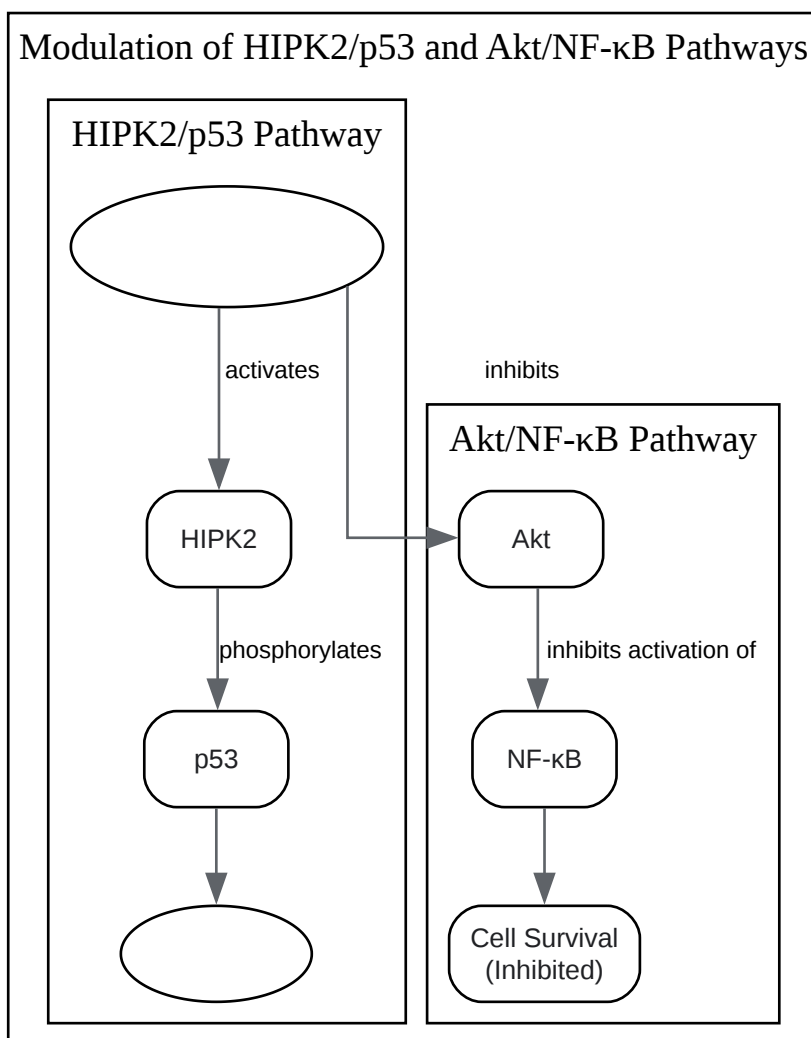 Modulation of HIPK2/p53 and Akt/NF-κB Pathways
HIPK2/p53 Pathway
activates
inhibits
Akt/NF-κB Pathway
HIPK2
Akt
phosphorylates
inhibits activation of
p53
NF-κB
Cell Survival
(Inhibited)